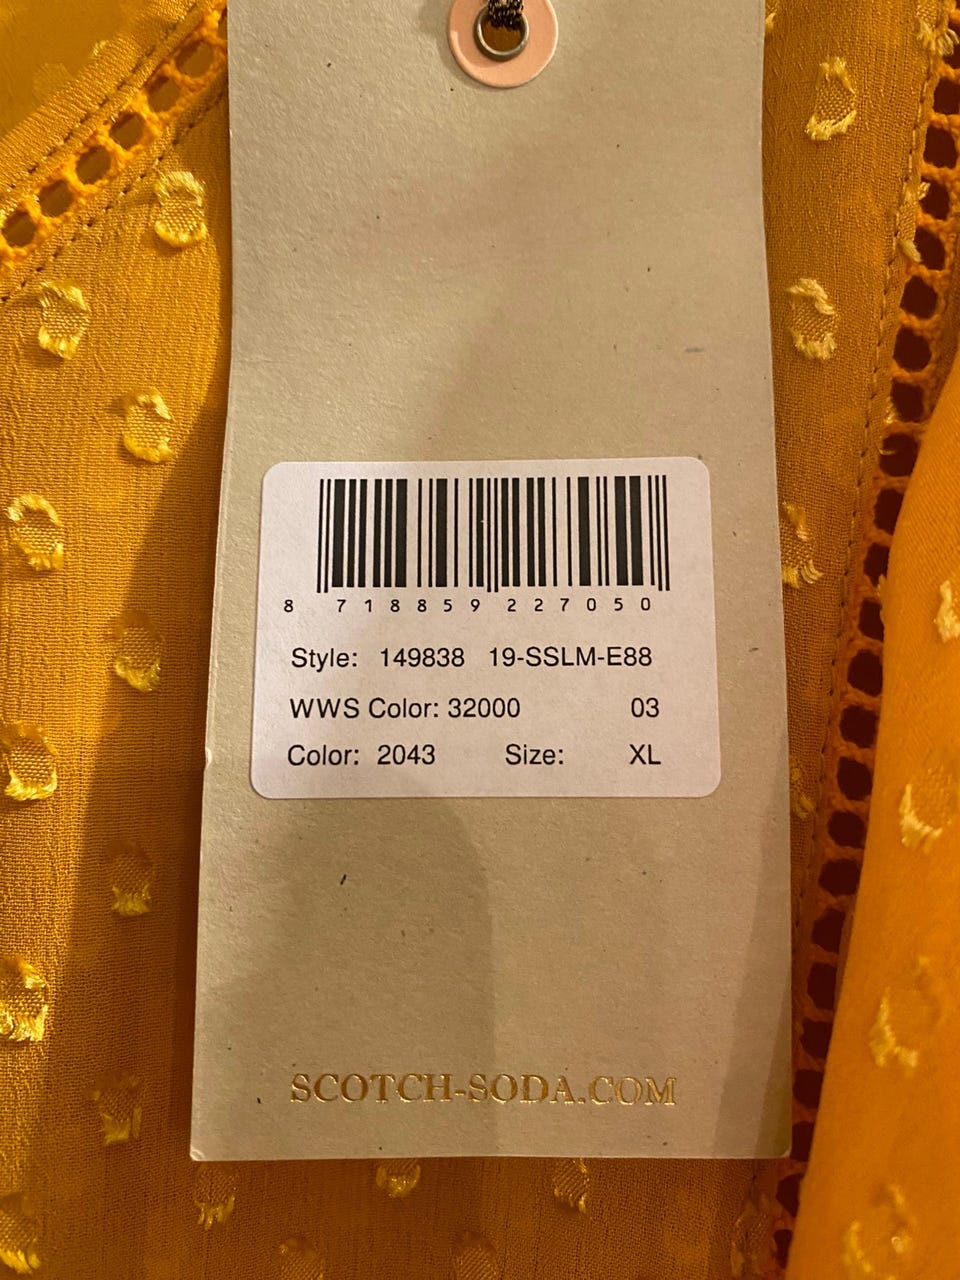 8 718859 227050
Style: 149838 19-SSLM-E88
WWS Color: 32000 03
Color: 2043 Size: XL
SCOTCH-SODA.COM